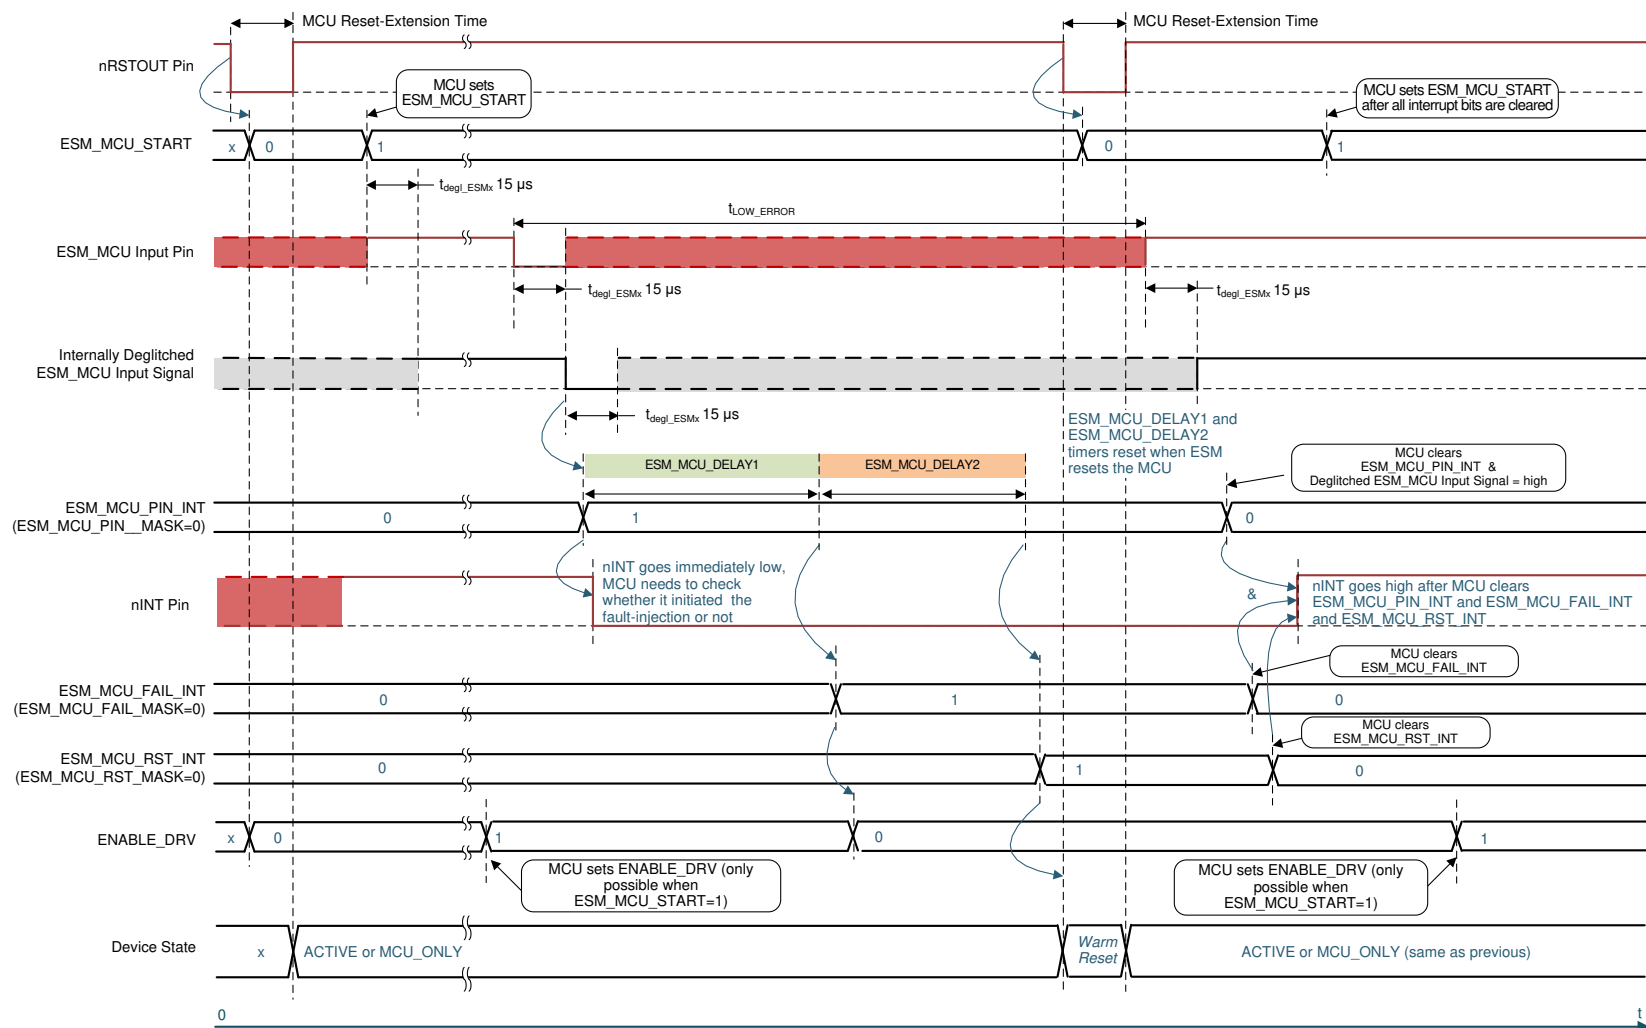 MCU Reset-Extension Time
MCU Reset-Extension Time
nRSTOUT Pin
MCU sets
ESM_MCU_START
MCU sets ESM_MCU_START
after all interrupt bits are cleared
ESM_MCU_START
x
0
1
0
1
tdegl_ESMx 15 µs
tLOW_ERROR
ESM_MCU Input Pin
tdegl_ESMx 15 µs
tdegl_ESMx 15 µs
Internally Deglitched
ESM_MCU Input Signal
tdegl_ESMx 15 µs
ESM_MCU_DELAY1 and
ESM_MCU_DELAY2
timers reset when ESM
resets the MCU
ESM_MCU_DELAY1
ESM_MCU_DELAY2
MCU clears
ESM_MCU_PIN_INT &
Deglitched ESM_MCU Input Signal = high
ESM_MCU_PIN_INT
(ESM_MCU_PIN__MASK=0)
0
1
0
nINT Pin
nINT goes immediately low,
MCU needs to check
whether it initiated the
fault-injection or not
&
nINT goes high after MCU clears
ESM_MCU_PIN_INT and ESM_MCU_FAIL_INT
and ESM_MCU_RST_INT
MCU clears
ESM_MCU_FAIL_INT
ESM_MCU_FAIL_INT
(ESM_MCU_FAIL_MASK=0)
0
1
0
MCU clears
ESM_MCU_RST_INT
ESM_MCU_RST_INT
(ESM_MCU_RST_MASK=0)
0
1
0
ENABLE_DRV
x
0
1
0
1
MCU sets ENABLE_DRV (only
possible when
ESM_MCU_START=1)
MCU sets ENABLE_DRV (only
possible when
ESM_MCU_START=1)
Device State
x
ACTIVE or MCU_ONLY
Warm
Reset
ACTIVE or MCU_ONLY (same as previous)
0
t